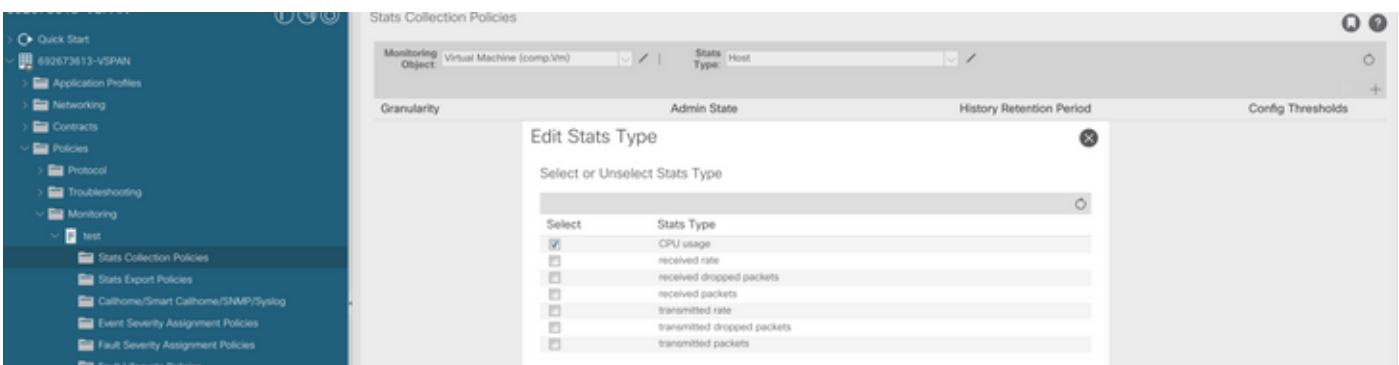 Stats Collection Policies
Quick Start
692673613-VSPAN
Application Profiles
Networking
Contracts
Policies
Protocol
Troubleshooting
Monitoring
test
Stats Collection Policies
Stats Export Policies
Callhome/Smart Callhome/SNMP/Syslog
Event Severity Assignment Policies
Fault Severity Assignment Policies
Monitoring Object: Virtual Machine (comp.Vm) Stats Type: Host
Granularity Admin State History Retention Period Config Thresholds
Edit Stats Type
Select or Unselect Stats Type
Select Stats Type
CPU usage
received rate
received dropped packets
received packets
transmitted rate
transmitted dropped packets
transmitted packets